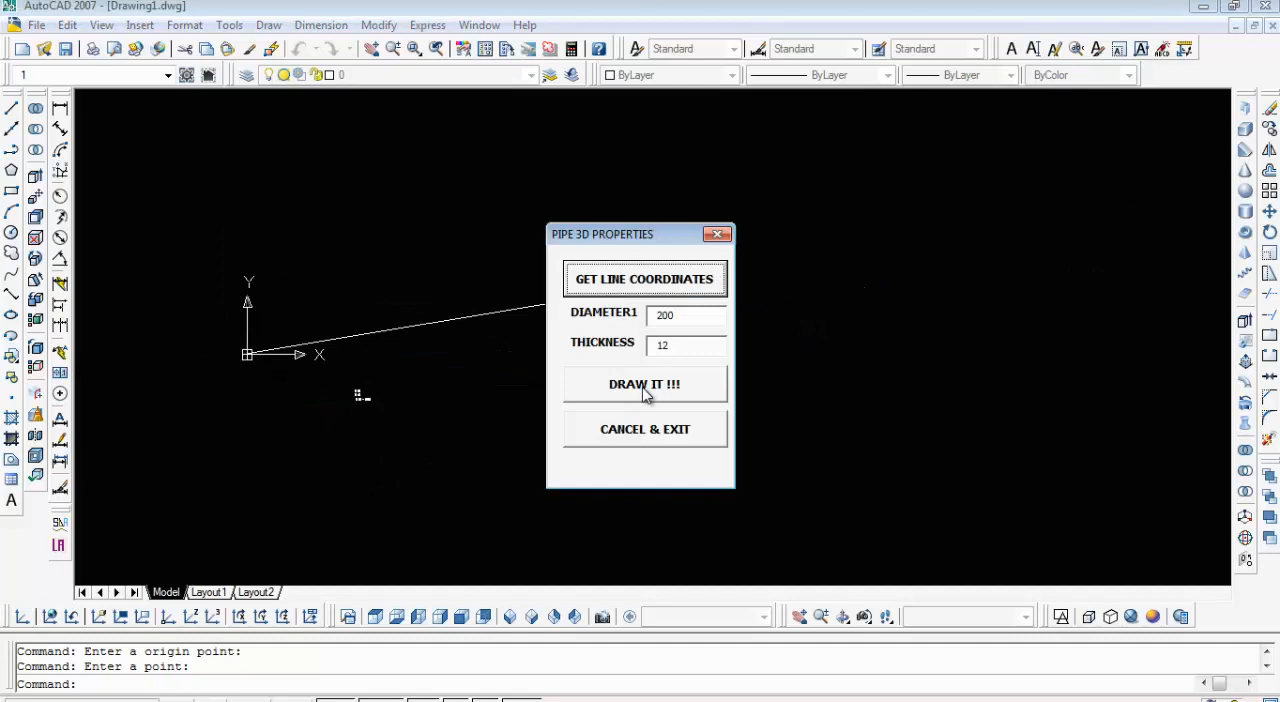 AutoCAD 2007 - [Drawing1.dwg]
File Edit View Insert Format Tools Draw Dimension Modify Express Window Help
Standard Standard Standard
1 0 ByLayer ByLayer ByLayer ByColor
PIPE 3D PROPERTIES
GET LINE COORDINATES
DIAMETER1 200
THICKNESS 12
DRAW IT !!!
CANCEL & EXIT
Y
X
A
Model Layout1 Layout2
Command: Enter a origin point:
Command: Enter a point:
Command: